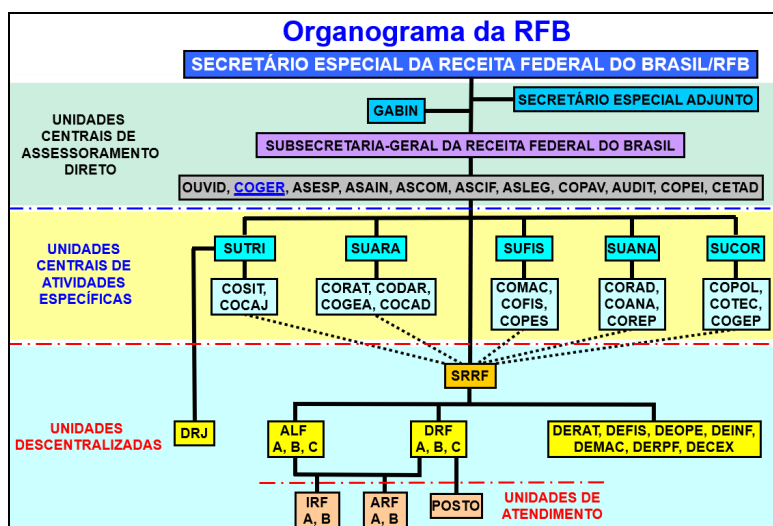 Organograma da RFB
SECRETÁRIO ESPECIAL DA RECEITA FEDERAL DO BRASIL/RFB
UNIDADES
CENTRAIS DE
ASSESSORAMENTO
DIRETO
GABIN
SECRETÁRIO ESPECIAL ADJUNTO
SUBSECRETARIA-GERAL DA RECEITA FEDERAL DO BRASIL
OUVID, COGER, ASESP, ASAIN, ASCOM, ASCIF, ASLEG, COPAV, AUDIT, COPEI, CETAD
UNIDADES
CENTRAIS DE
ATIVIDADES
ESPECÍFICAS
SUTRI
SUARA
SUFIS
SUANA
SUCOR
COSIT,
COCAJ
CORAT, CODAR,
COGEA, COCAD
COMAC,
COFIS,
COPES
CORAD,
COANA,
COREP
COPOL,
COTEC,
COGEP
SRRF
UNIDADES
DESCENTRALIZADAS
DRJ
ALF
A, B, C
DRF
A, B, C
DERAT, DEFIS, DEOPE, DEINF,
DEMAC, DERPF, DECEX
IRF
A, B
ARF
A, B
POSTO
UNIDADES DE
ATENDIMENTO